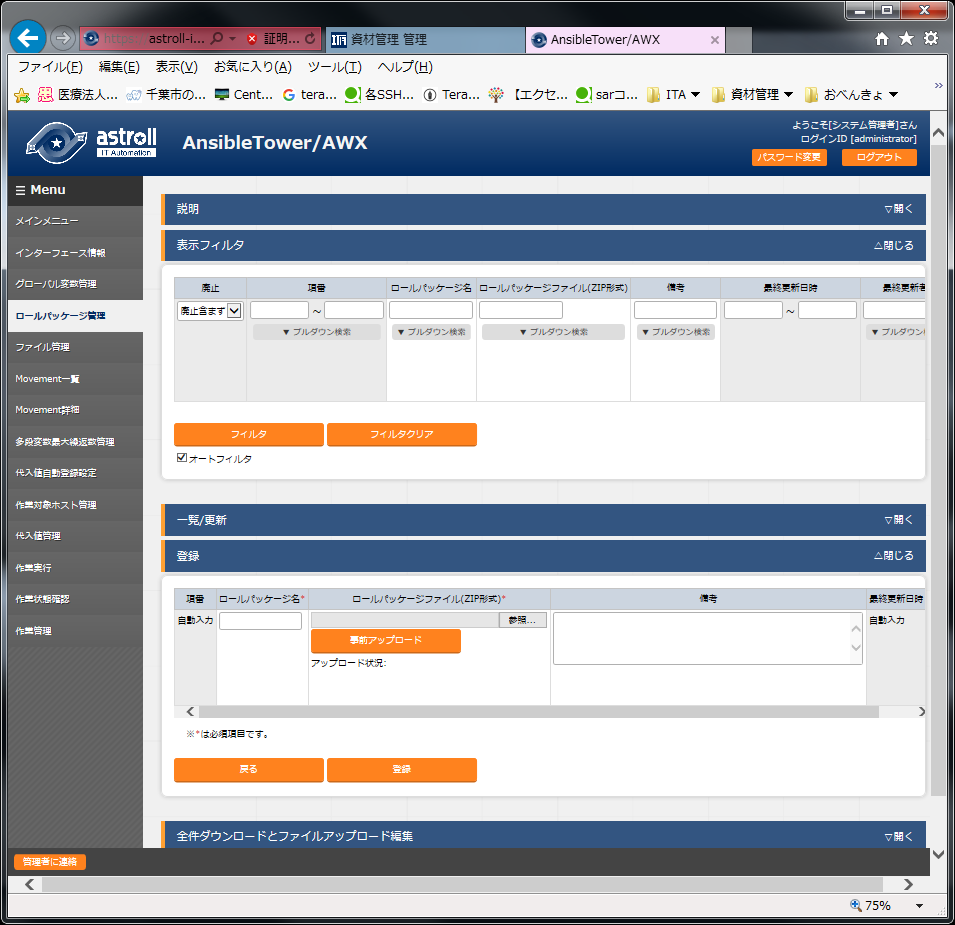 https: astroll-i... 証明... 資材管理 管理 AnsibleTower/AWX
ファイル(F) 編集(E) 表示(V) お気に入り(A) ツール(T) ヘルプ(H)
医療法人... 千葉市の... Cent... tera... 各SSH... Tera... 【エクセ... sarコ... ITA 資材管理 おべんきょ
astroll
IT Automation
AnsibleTower/AWX
ようこそ[システム管理者]さん
ログインID [administrator]
パスワード変更 ログアウト
Menu
メインメニュー
インターフェース情報
グローバル変数管理
ロールパッケージ管理
ファイル管理
Movement一覧
Movement詳細
多段変数最大繰返数管理
代入値自動登録設定
作業対象ホスト管理
代入値管理
作業実行
作業状態確認
作業管理
説明 ▽開く
表示フィルタ △閉じる
廃止 項番 ロールパッケージ名 ロールパッケージファイル(ZIP形式) 備考 最終更新日時 最終更新者
廃止含ます ~ ~
▼プルダウン検索 ▼プルダウン検索 ▼プルダウン検索 ▼プルダウン検索 ▼プルダウン
フィルタ フィルタクリア
オートフィルタ
一覧/更新 ▽開く
登録 △閉じる
項番 ロールパッケージ名* ロールパッケージファイル(ZIP形式)* 備考 最終更新日時
自動入力 参照... 自動入力
事前アップロード
アップロード状況:
※*は必須項目です。
戻る 登録
全件ダウンロードとファイルアップロード編集 ▽開く
管理者に連絡
75%